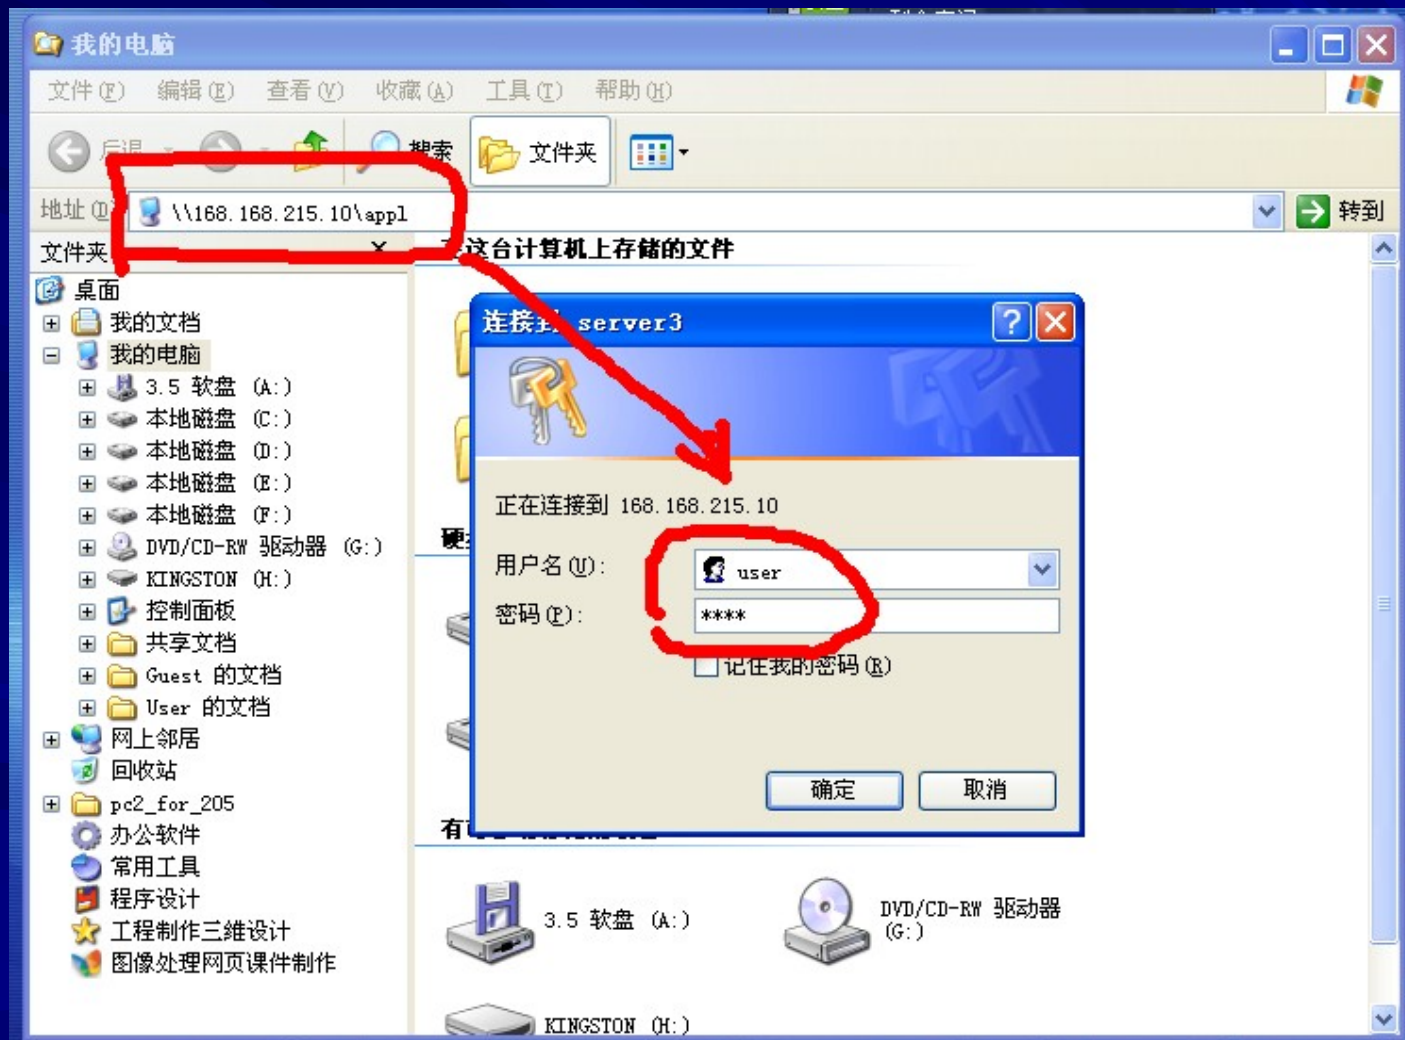 我的电脑
文件(F) 编辑(E) 查看(V) 收藏(A) 工具(T) 帮助(H)
后退 搜索 文件夹
地址(D) \\168.168.215.10\appl 转到
文件夹 X 在这台计算机上存储的文件
桌面
我的文档
我的电脑
3.5 软盘 (A:)
本地磁盘 (C:)
本地磁盘 (D:)
本地磁盘 (E:)
本地磁盘 (F:)
DVD/CD-RW 驱动器 (G:)
KINGSTON (H:)
控制面板
共享文档
Guest 的文档
User 的文档
网上邻居
回收站
pc2_for_205
办公软件
常用工具
程序设计
工程制作三維设计
图像处理网页课件制作
硬
连接到 server3
正在连接到 168.168.215.10
用户名(U): user
密码(P): ****
记住我的密码(R)
确定 取消
有
3.5 软盘 (A:)
DVD/CD-RW 驱动器
(G:)
KINGSTON (H:)